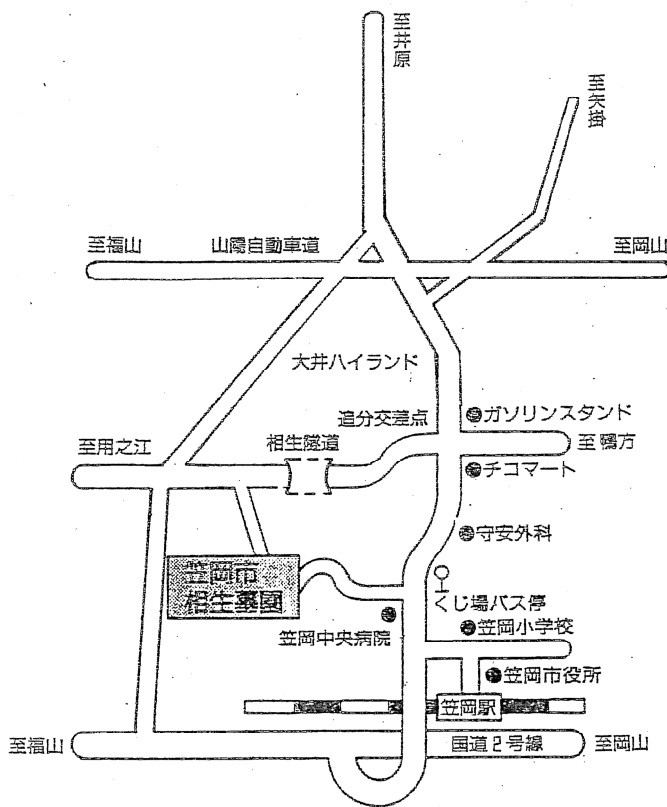 至井原
至矢掛
至福山
山陽自動車道
至岡山
大井ハイランド
追分交差点
ガソリンスタンド
至用之江
相生隧道
至鴨方
チコマート
守安外科
笠岡市
相生墓園
くじ場バス停
笠岡中央病院
笠岡小学校
笠岡市役所
笠岡駅
至福山
国道2号線
至岡山